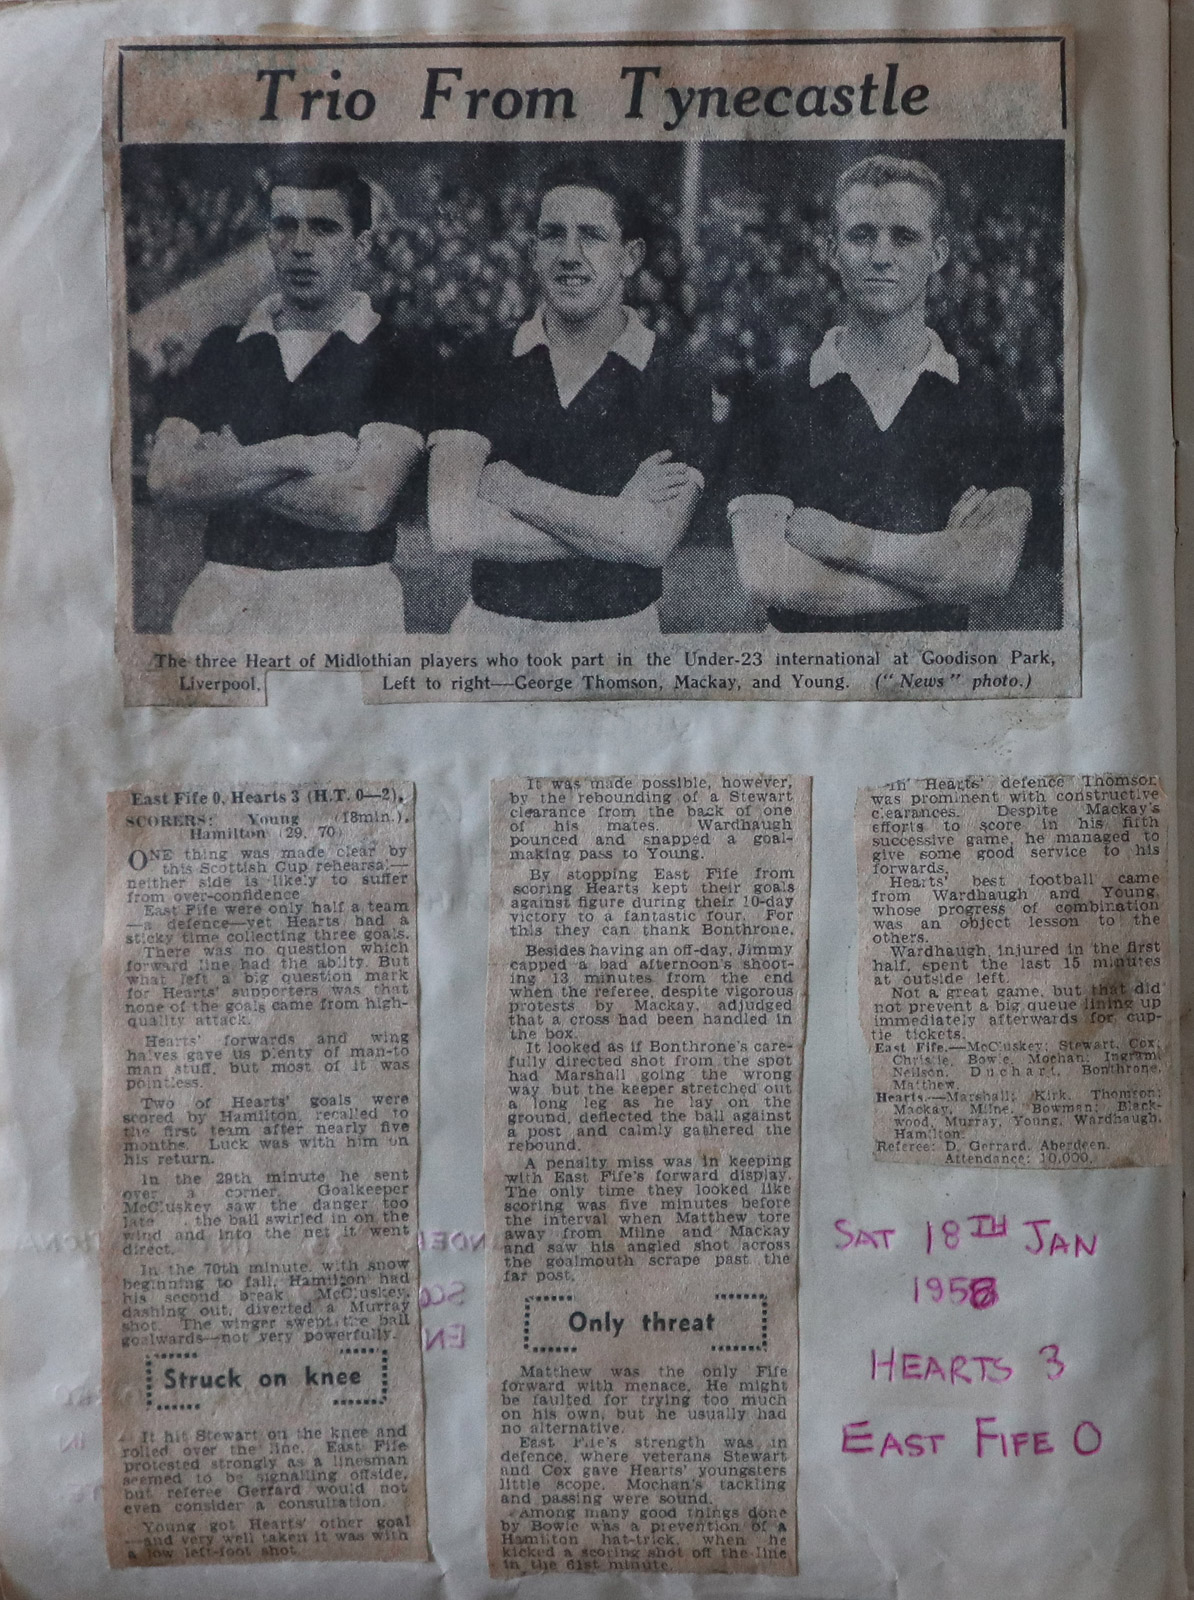 Trio From Tynecastle
The three Heart of Midlothian players who took part in the Under-23 international at Goodison Park,
Liverpool. Left to right—George Thomson, Mackay, and Young. ("News" photo.)
East Fife 0, Hearts 3 (H.T. 0—2).
SCORERS: Young (18min.),
Hamilton (29, 70)
ONE thing was made clear by
this Scottish Cup rehearsal—
neither side is likely to suffer
from over-confidence
East Fife were only half a team
—a defence—yet Hearts had a
sticky time collecting three goals.
There was no question which
forward line had the ability. But
what left a big question mark
for Hearts' supporters was that
none of the goals came from high-
quality attack.
Hearts' forwards and wing
halves gave us plenty of man-to
man stuff, but most of it was
pointless.
Two of Hearts' goals were
scored by Hamilton, recalled to
the first team after nearly five
months. Luck was with him on
his return.
In the 29th minute he sent
over a corner. Goalkeeper
McCluskey saw the danger too
late . . the ball swirled in on the
wind and into the net it went
direct.
In the 70th minute, with snow
beginning to fall, Hamilton had
his second break McCluskey,
dashing out, diverted a Murray
shot. The winger swept the ball
goalwards—not very powerfully.
Struck on knee
It hit Stewart on the knee and
rolled over the line. East Fife
protested strongly as a linesman
seemed to be signalling offside,
but referee Gerrard would not
even consider a consultation.
Young got Hearts' other goal
—and very well taken it was with
a low left-foot shot.
It was made possible, however,
by the rebounding of a Stewart
clearance from the back of one
of his mates. Wardhaugh
pounced and snapped a goal-
making pass to Young.
By stopping East Fife from
scoring Hearts kept their goals
against figure during their 10-day
victory to a fantastic four. For
this they can thank Bonthrone.
Besides having an off-day, Jimmy
capped a bad afternoon's shoot-
ing 13 minutes from the end
when the referee, despite vigorous
protests by Mackay, adjudged
that a cross had been handled in
the box.
It looked as if Bonthrone's care-
fully directed shot from the spot
had Marshall going the wrong
way but the keeper stretched out
a long leg as he lay on the
ground, deflected the ball against
a post and calmly gathered the
rebound.
A penalty miss was in keeping
with East Fife's forward display.
The only time they looked like
scoring was five minutes before
the interval when Matthew tore
away from Milne and Mackay
and saw his angled shot across
the goalmouth scrape past the
far post.
Only threat
Matthew was the only Fife
forward with menace. He might
be faulted for trying too much
on his own, but he usually had
no alternative.
East Fife's strength was in
defence, where veterans Stewart
and Cox gave Hearts' youngsters
little scope. Mochan's tackling
and passing were sound.
Among many good things done
by Bowie was a prevention of a
Hamilton hat-trick, when he
kicked a scoring shot off the line
in the 61st minute.
In Hearts' defence Thomson
was prominent with constructive
clearances. Despite Mackay's
efforts to score in his fifth
successive game, he managed to
give some good service to his
forwards.
Hearts' best football came
from Wardhaugh and Young,
whose progress of combination
was an object lesson to the
others.
Wardhaugh, injured in the first
half, spent the last 15 minutes
at outside left.
Not a great game, but that did
not prevent a big queue lining up
immediately afterwards for cup-
tie tickets.
East Fife.—McCluskey; Stewart, Cox;
Christie, Bowie, Mochan; Ingram,
Neilson, Duchart, Bonthrone,
Matthew.
Hearts.—Marshall; Kirk, Thomson;
Mackay, Milne, Bowman; Black-
wood, Murray, Young, Wardhaugh,
Hamilton.
Referee: D. Gerrard, Aberdeen.
Attendance: 10,000.
SAT 18TH JAN
1958
HEARTS 3
EAST FIFE 0